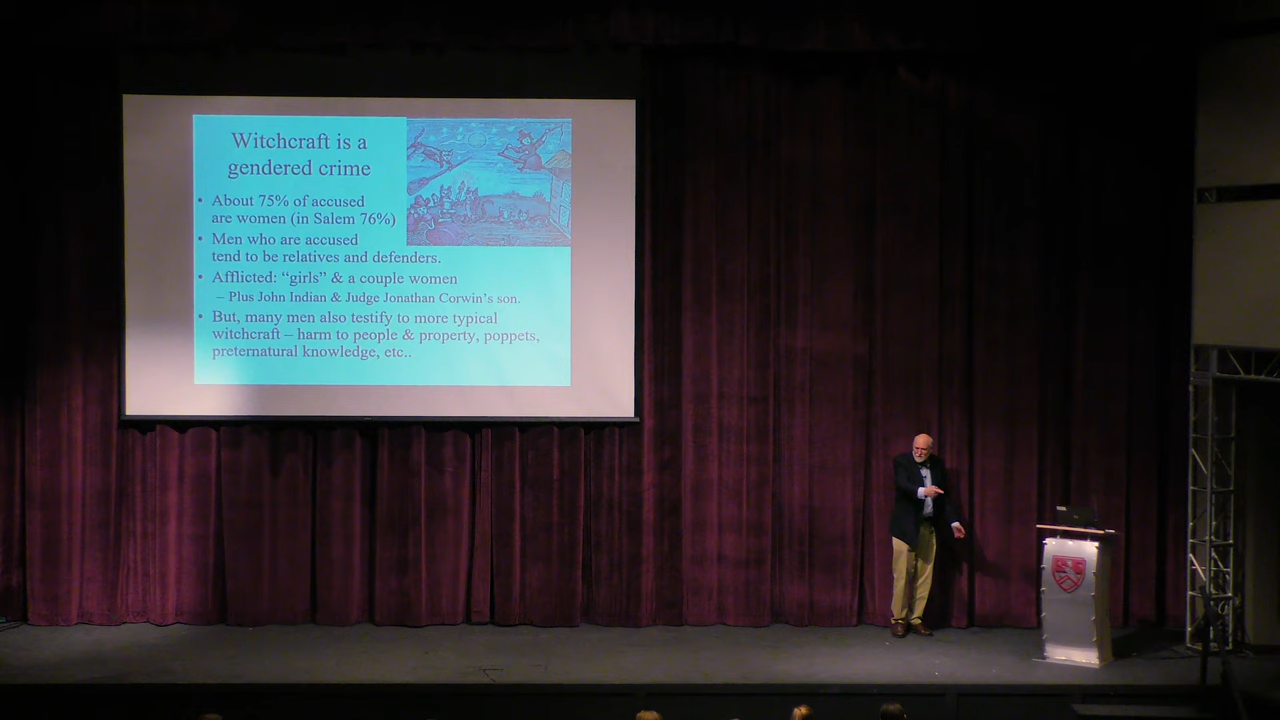 Witchcraft is a
gendered crime
• About 75% of accused
are women (in Salem 76%)
• Men who are accused
tend to be relatives and defenders.
• Afflicted: “girls” & a couple women
– Plus John Indian & Judge Jonathan Corwin’s son.
• But, many men also testify to more typical
witchcraft – harm to people & property, poppets,
preternatural knowledge, etc..